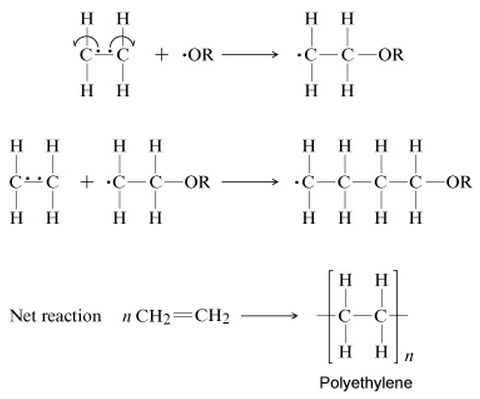 H H H H
C C + ·OR ⟶ ·C—C—OR
H H H H
H H H H H H H H
C··C + ·C—C—OR ⟶ ·C—C—C—C—OR
H H H H H H H H
H H
Net reaction n CH₂=CH₂ ⟶ —C—C—
H H n
Polyethylene